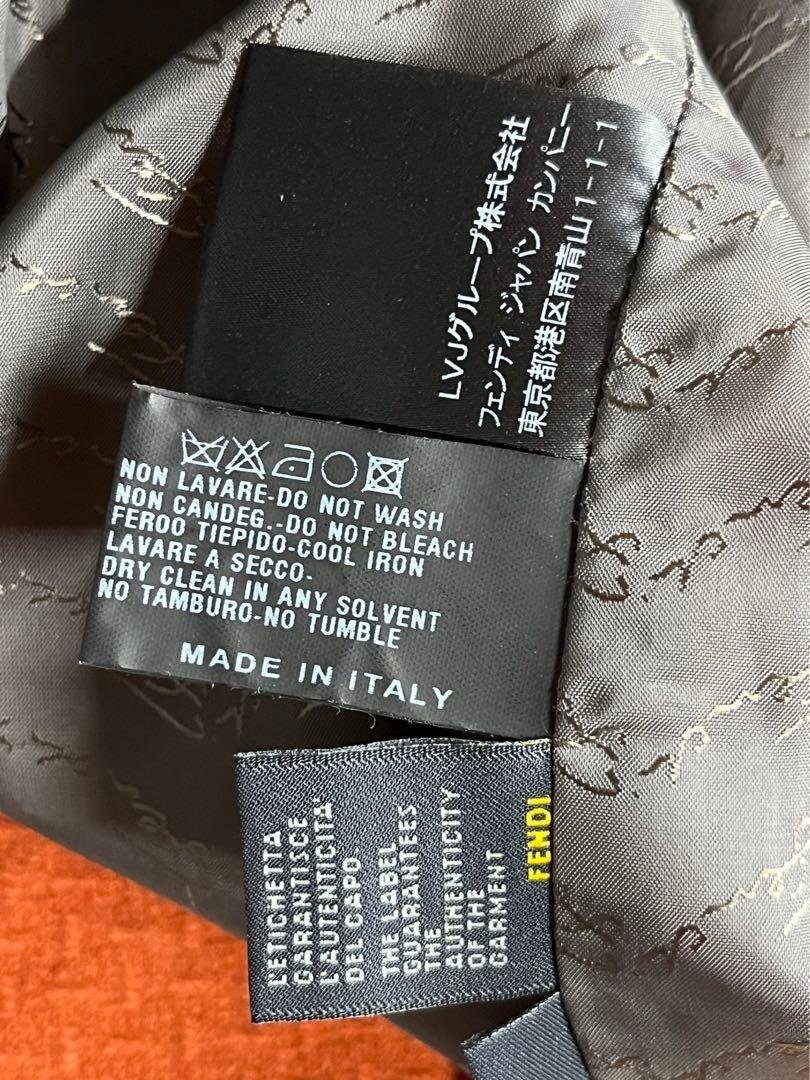 LVJグループ株式会社
フェンディ ジャパン カンパニー
東京都港区南青山1-1-1
NON LAVARE-DO NOT WASH
NON CANDEG.-DO NOT BLEACH
FEROO TIEPIDO-COOL IRON
LAVARE A SECCO-
DRY CLEAN IN ANY SOLVENT
NO TAMBURO-NO TUMBLE
MADE IN ITALY
FENDI
L'ETICHETTA
GARANTISCE
L'AUTENTICITA'
DEL CAPO.
THE LABEL
GUARANTEES
THE
AUTHENTICITY
OF THE
GARMENT